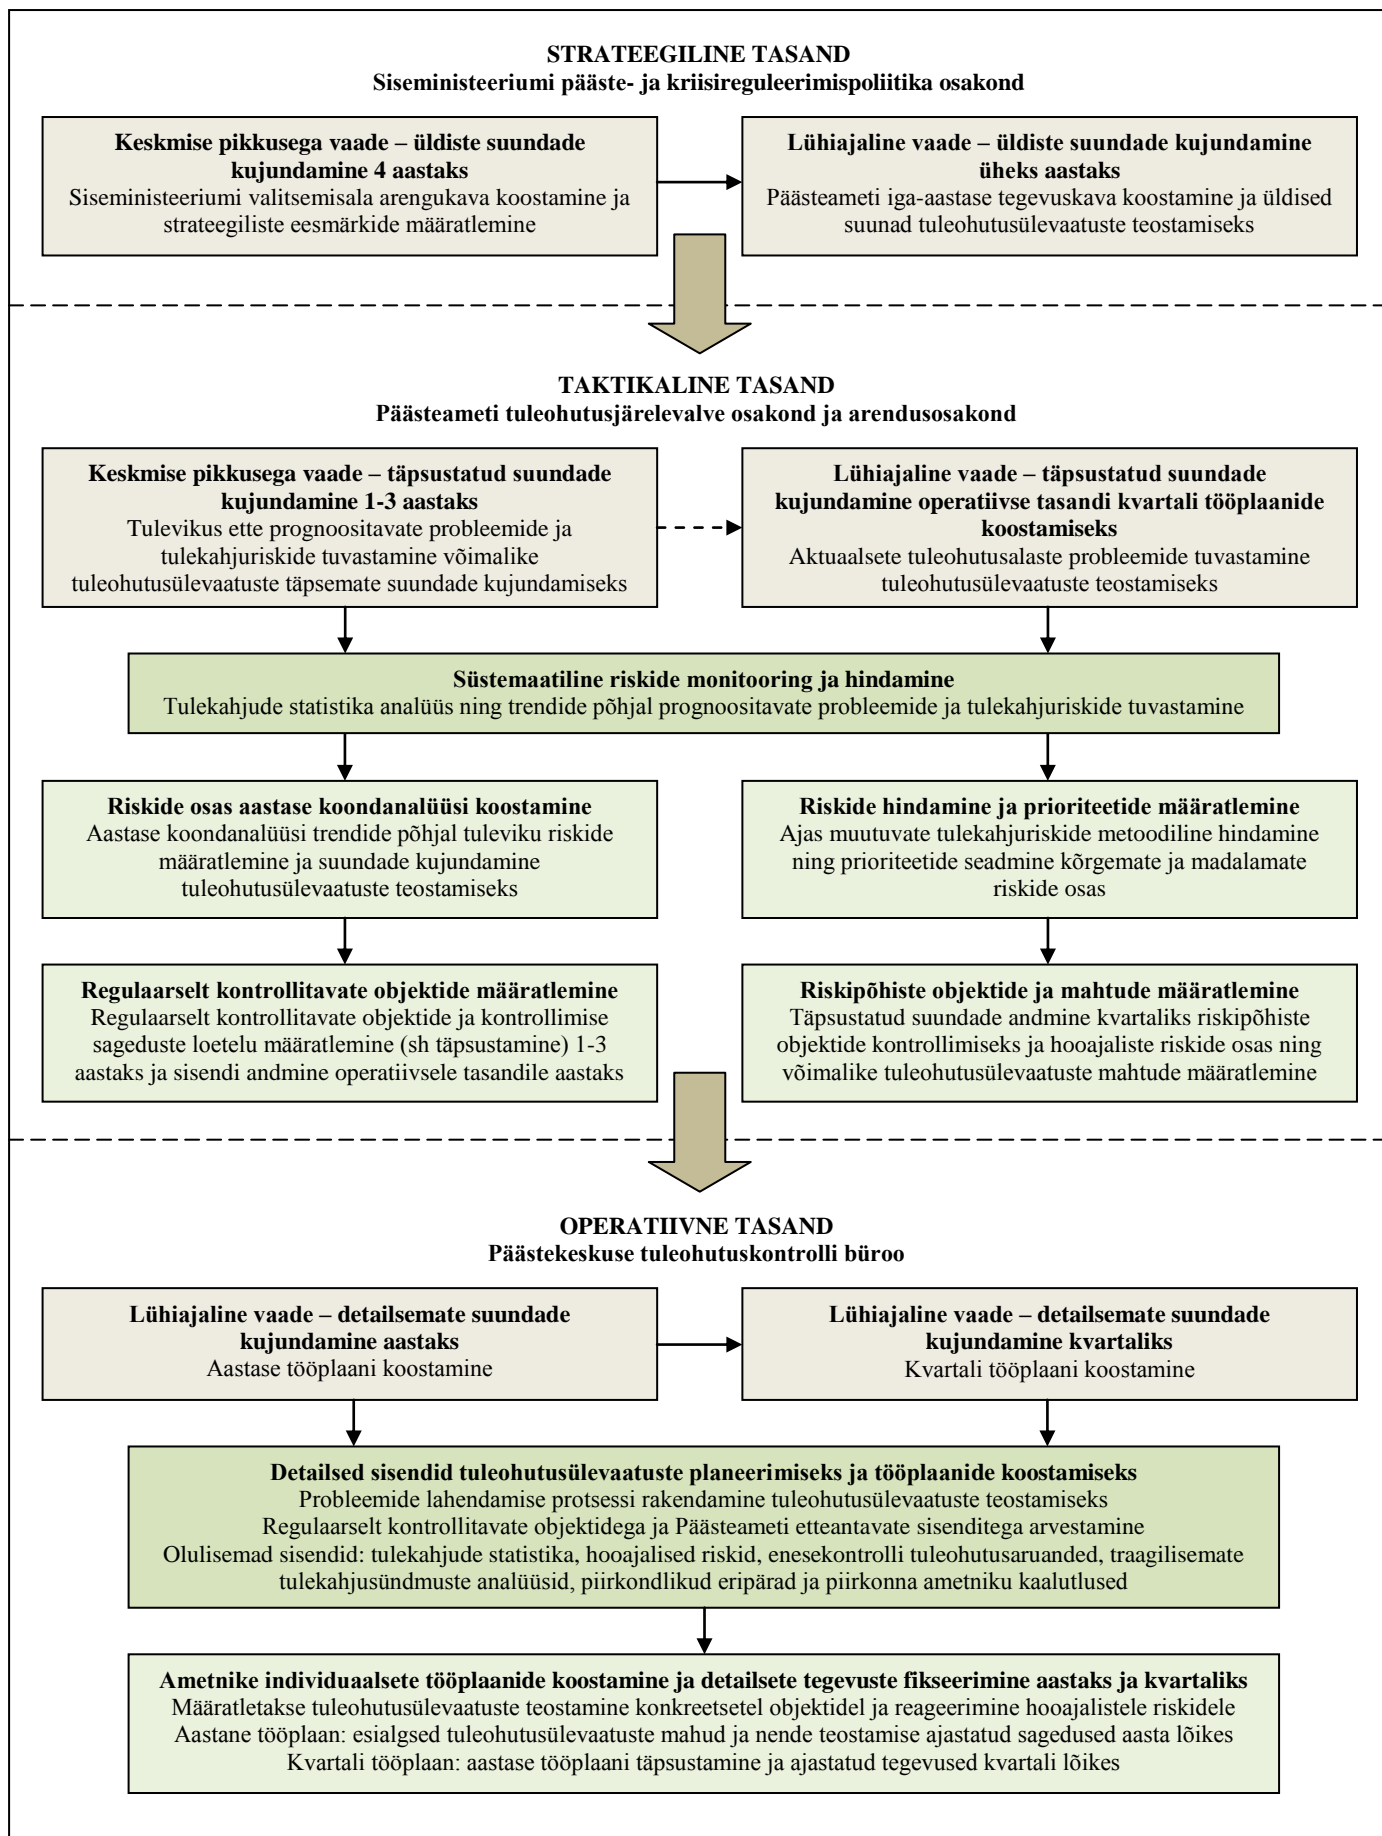 STRATEEGILINE TASAND
Siseministeeriumi pääste- ja kriisireguleerimispoliitika osakond
Keskmise pikkusega vaade – üldiste suundade
kujundamine 4 aastaks
Siseministeeriumi valitsemisala arengukava koostamine ja
strateegiliste eesmärkide määratlemine
Lühiajaline vaade – üldiste suundade kujundamine
üheks aastaks
Päästeameti iga-aastase tegevuskava koostamine ja üldised
suunad tuleohutusülevaatuste teostamiseks
TAKTIKALINE TASAND
Päästeameti tuleohutusjärelevalve osakond ja arendusosakond
Keskmise pikkusega vaade – täpsustatud suundade
kujundamine 1-3 aastaks
Tulevikus ette prognoositavate probleemide ja
tulekahjuriskide tuvastamine võimalike
tuleohutusülevaatuste täpsemate suundade kujundamiseks
Lühiajaline vaade – täpsustatud suundade
kujundamine operatiivse tasandi kvartali tööplaanide
koostamiseks
Aktuaalsete tuleohutusalaste probleemide tuvastamine
tuleohutusülevaatuste teostamiseks
Süstemaatiline riskide monitooring ja hindamine
Tulekahjude statistika analüüs ning trendide põhjal prognoositavate probleemide ja tulekahjuriskide tuvastamine
Riskide osas aastase koondanalüüsi koostamine
Aastase koondanalüüsi trendide põhjal tuleviku riskide
määratlemine ja suundade kujundamine
tuleohutusülevaatuste teostamiseks
Riskide hindamine ja prioriteetide määratlemine
Ajas muutuvate tulekahjuriskide metoodiline hindamine
ning prioriteetide seadmine kõrgemate ja madalamate
riskide osas
Regulaarselt kontrollitavate objektide määratlemine
Regulaarselt kontrollitavate objektide ja kontrollimise
sageduste loetelu määratlemine (sh täpsustamine) 1-3
aastaks ja sisendi andmine operatiivsele tasandile aastaks
Riskipõhiste objektide ja mahtude määratlemine
Täpsustatud suundade andmine kvartaliks riskipõhiste
objektide kontrollimiseks ja hooajaliste riskide osas ning
võimalike tuleohutusülevaatuste mahtude määratlemine
OPERATIIVNE TASAND
Päästekeskuse tuleohutuskontrolli büroo
Lühiajaline vaade – detailsemate suundade
kujundamine aastaks
Aastase tööplaani koostamine
Lühiajaline vaade – detailsemate suundade
kujundamine kvartaliks
Kvartali tööplaani koostamine
Detailsed sisendid tuleohutusülevaatuste planeerimiseks ja tööplaanide koostamiseks
Probleemide lahendamise protsessi rakendamine tuleohutusülevaatuste teostamiseks
Regulaarselt kontrollitavate objektidega ja Päästeameti etteantavate sisenditega arvestamine
Olulisemad sisendid: tulekahjude statistika, hooajalised riskid, enesekontrolli tuleohutusaruanded, traagilisemate
tulekahjusündmuste analüüsid, piirkondlikud eripärad ja piirkonna ametniku kaalutlused
Ametnike individuaalsete tööplaanide koostamine ja detailsete tegevuste fikseerimine aastaks ja kvartaliks
Määratletakse tuleohutusülevaatuste teostamine konkreetsetel objektidel ja reageerimine hooajalistele riskidele
Aastane tööplaan: esialgsed tuleohutusülevaatuste mahud ja nende teostamise ajastatud sagedused aasta lõikes
Kvartali tööplaan: aastase tööplaani täpsustamine ja ajastatud tegevused kvartali lõikes